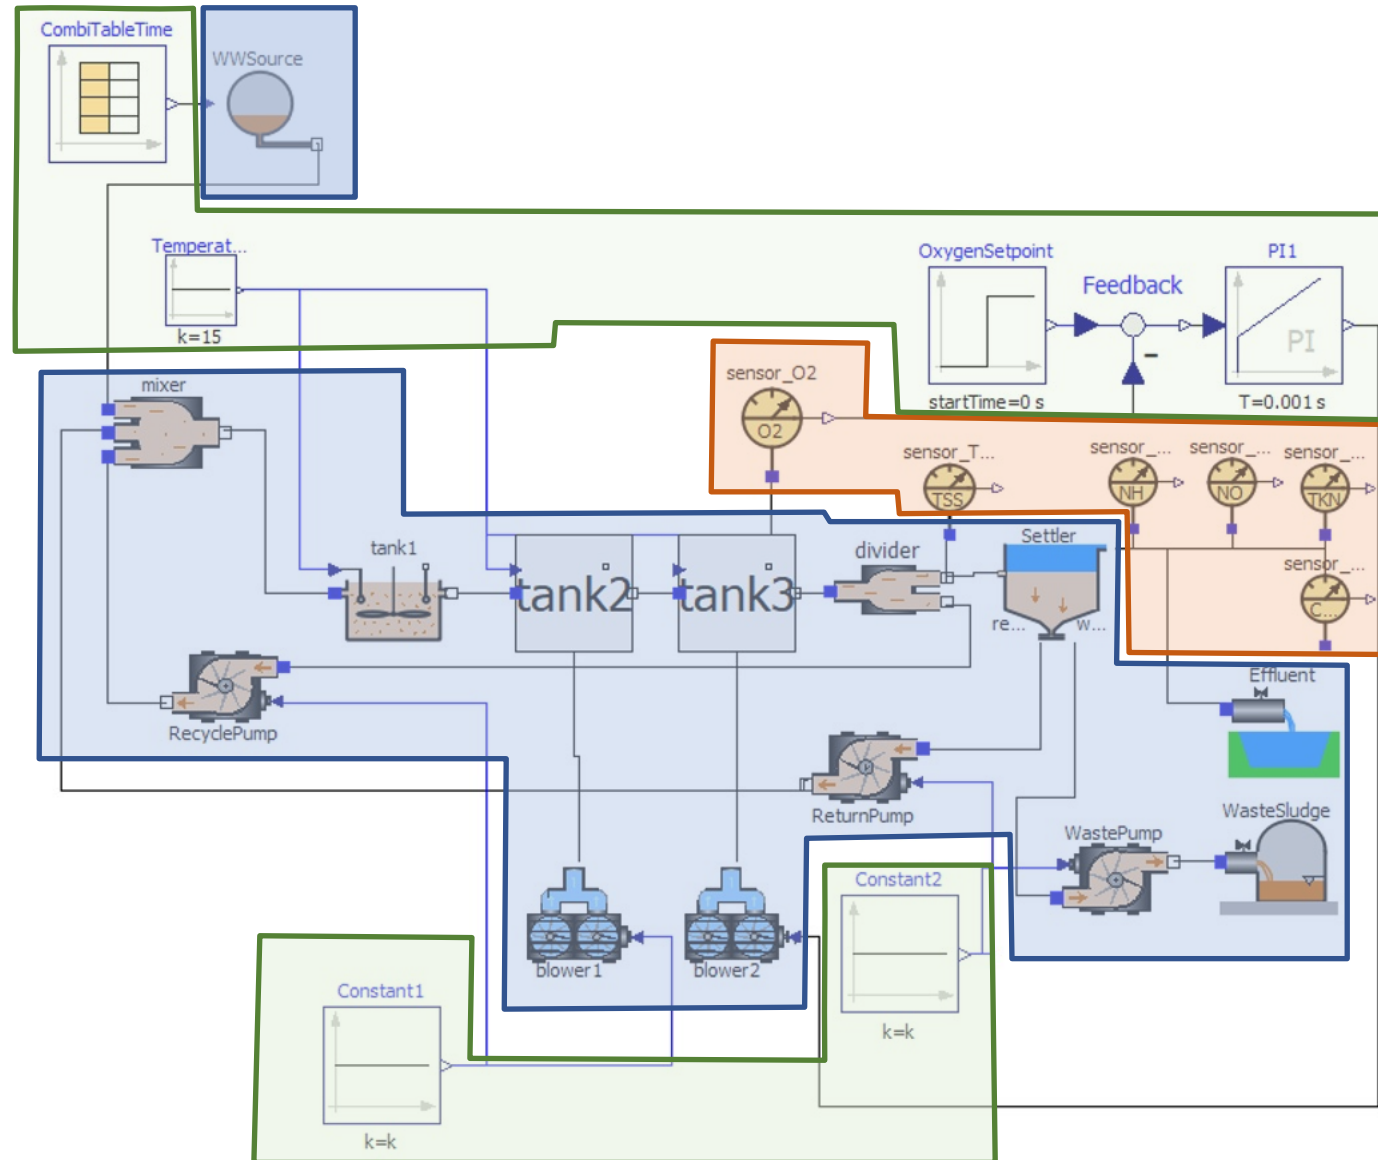 CombiTableTime
WWSource
Temperat...
k=15
OxygenSetpoint
startTime=0 s
Feedback
PI1
PI
T=0.001 s
mixer
sensor_O2
O2
sensor_T...
TSS
sensor_...
NH
sensor_...
NO
sensor_...
TKN
sensor_...
C...
tank1
tank2
tank3
divider
Settler
re...
w...
RecyclePump
Effluent
ReturnPump
WastePump
WasteSludge
blower1
blower2
Constant2
k=k
Constant1
k=k